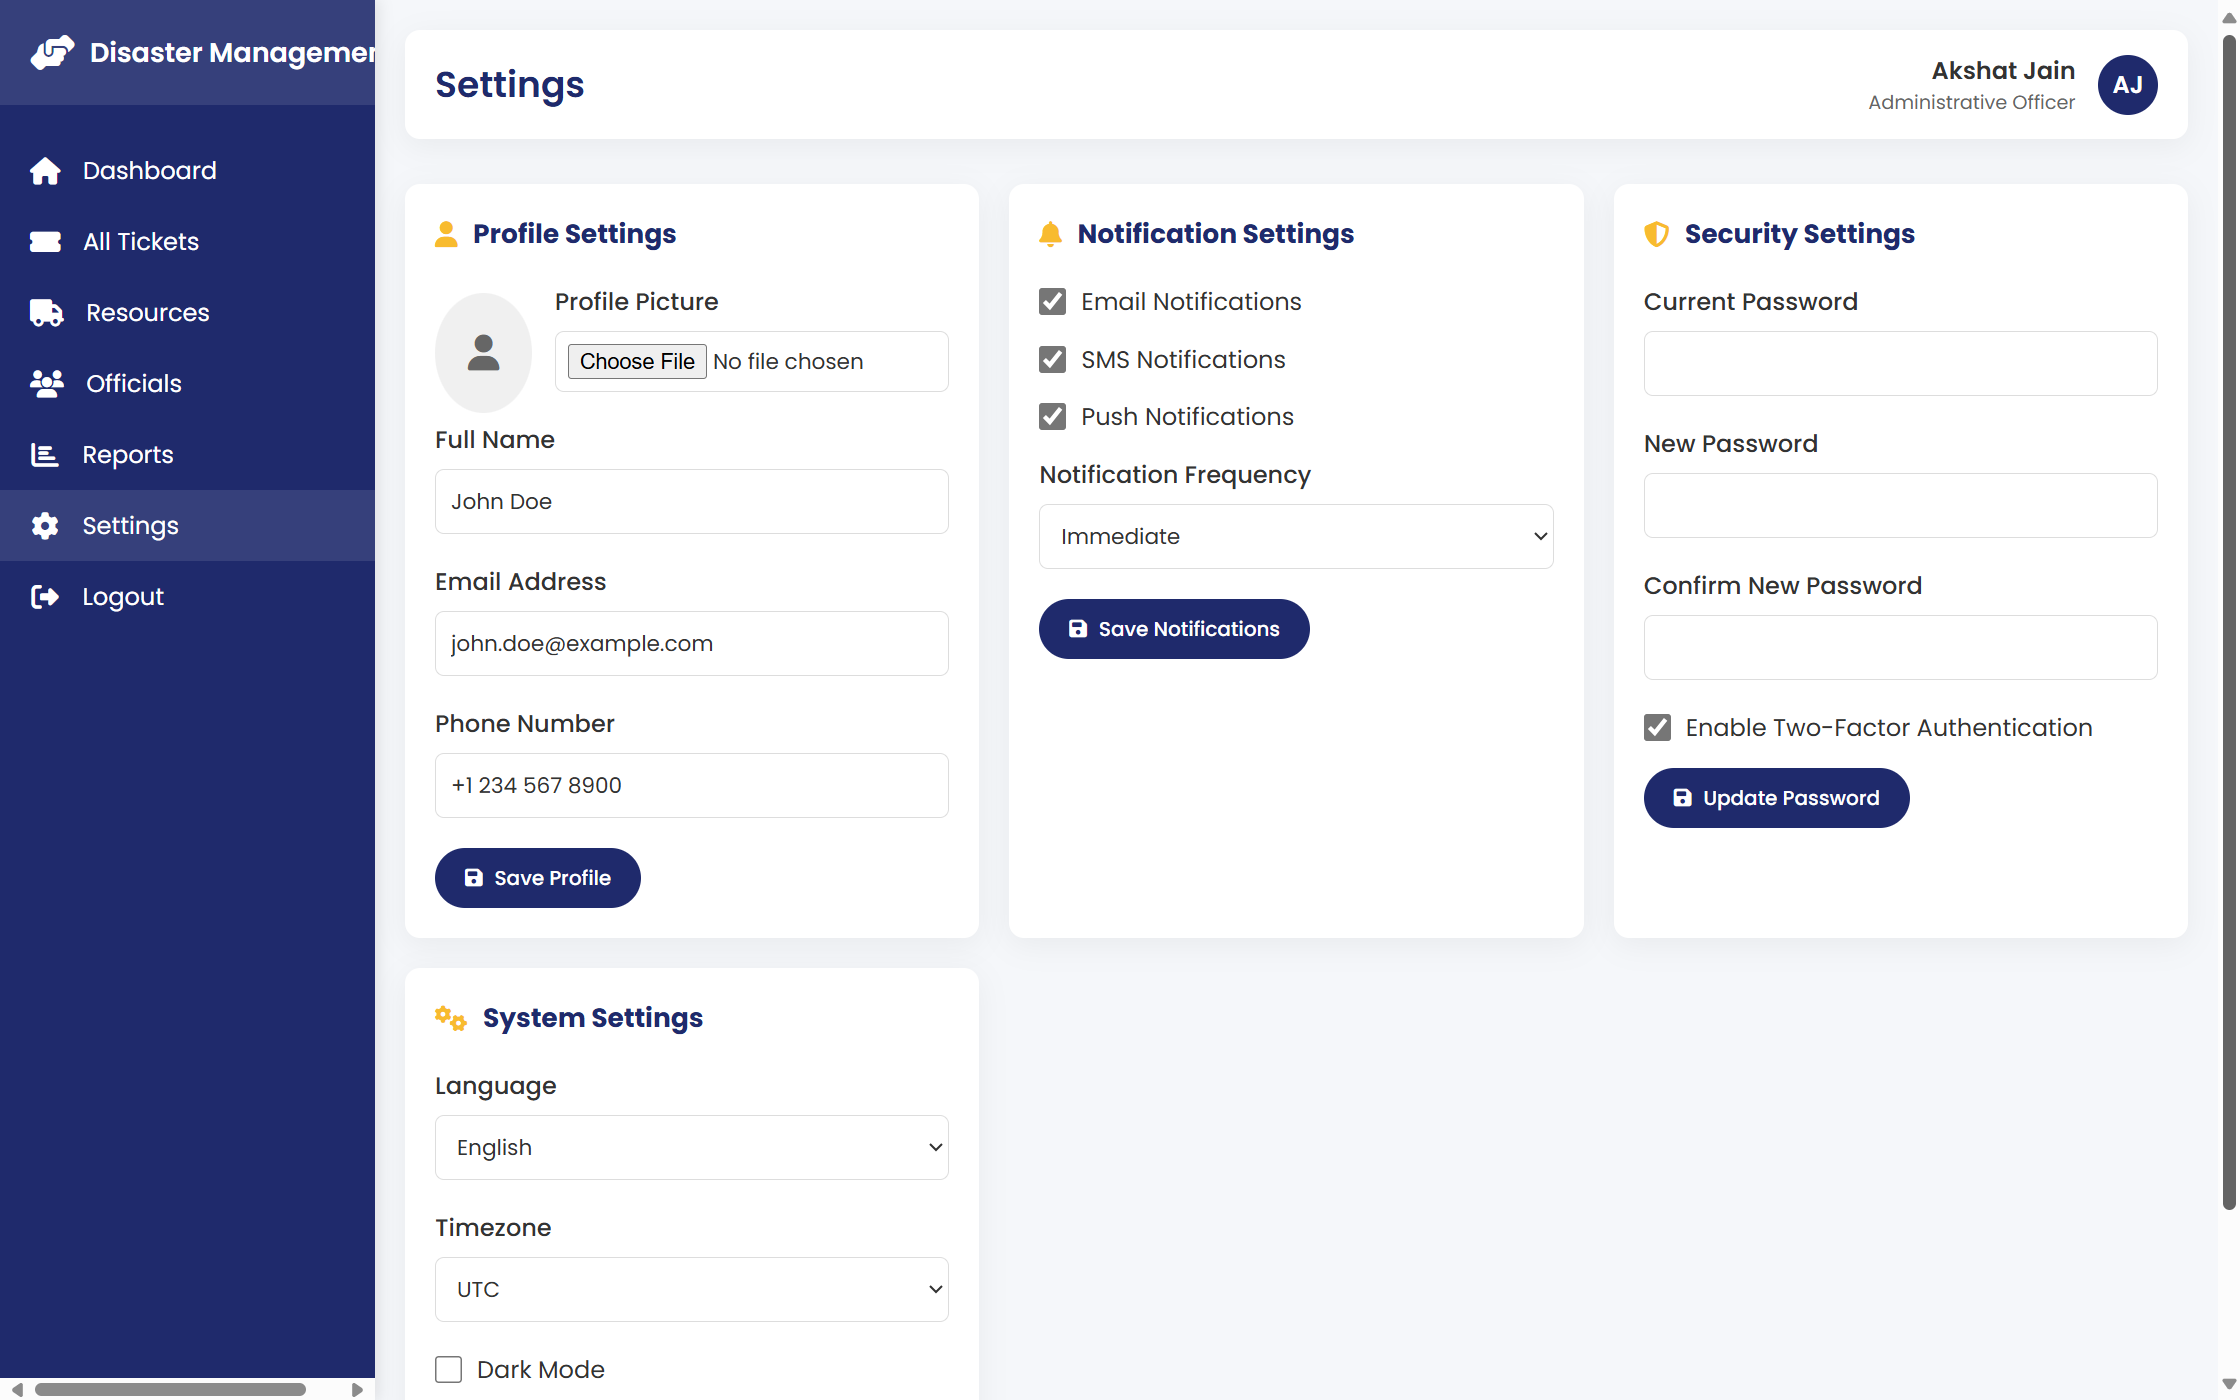 Disaster Managemen
Dashboard
All Tickets
Resources
Officials
Reports
Settings
Logout
Settings
Akshat Jain
Administrative Officer
AJ
Profile Settings
Profile Picture
Choose File No file chosen
Full Name
John Doe
Email Address
john.doe@example.com
Phone Number
+1 234 567 8900
Save Profile
Notification Settings
Email Notifications
SMS Notifications
Push Notifications
Notification Frequency
Immediate
Save Notifications
Security Settings
Current Password
New Password
Confirm New Password
Enable Two-Factor Authentication
Update Password
System Settings
Language
English
Timezone
UTC
Dark Mode